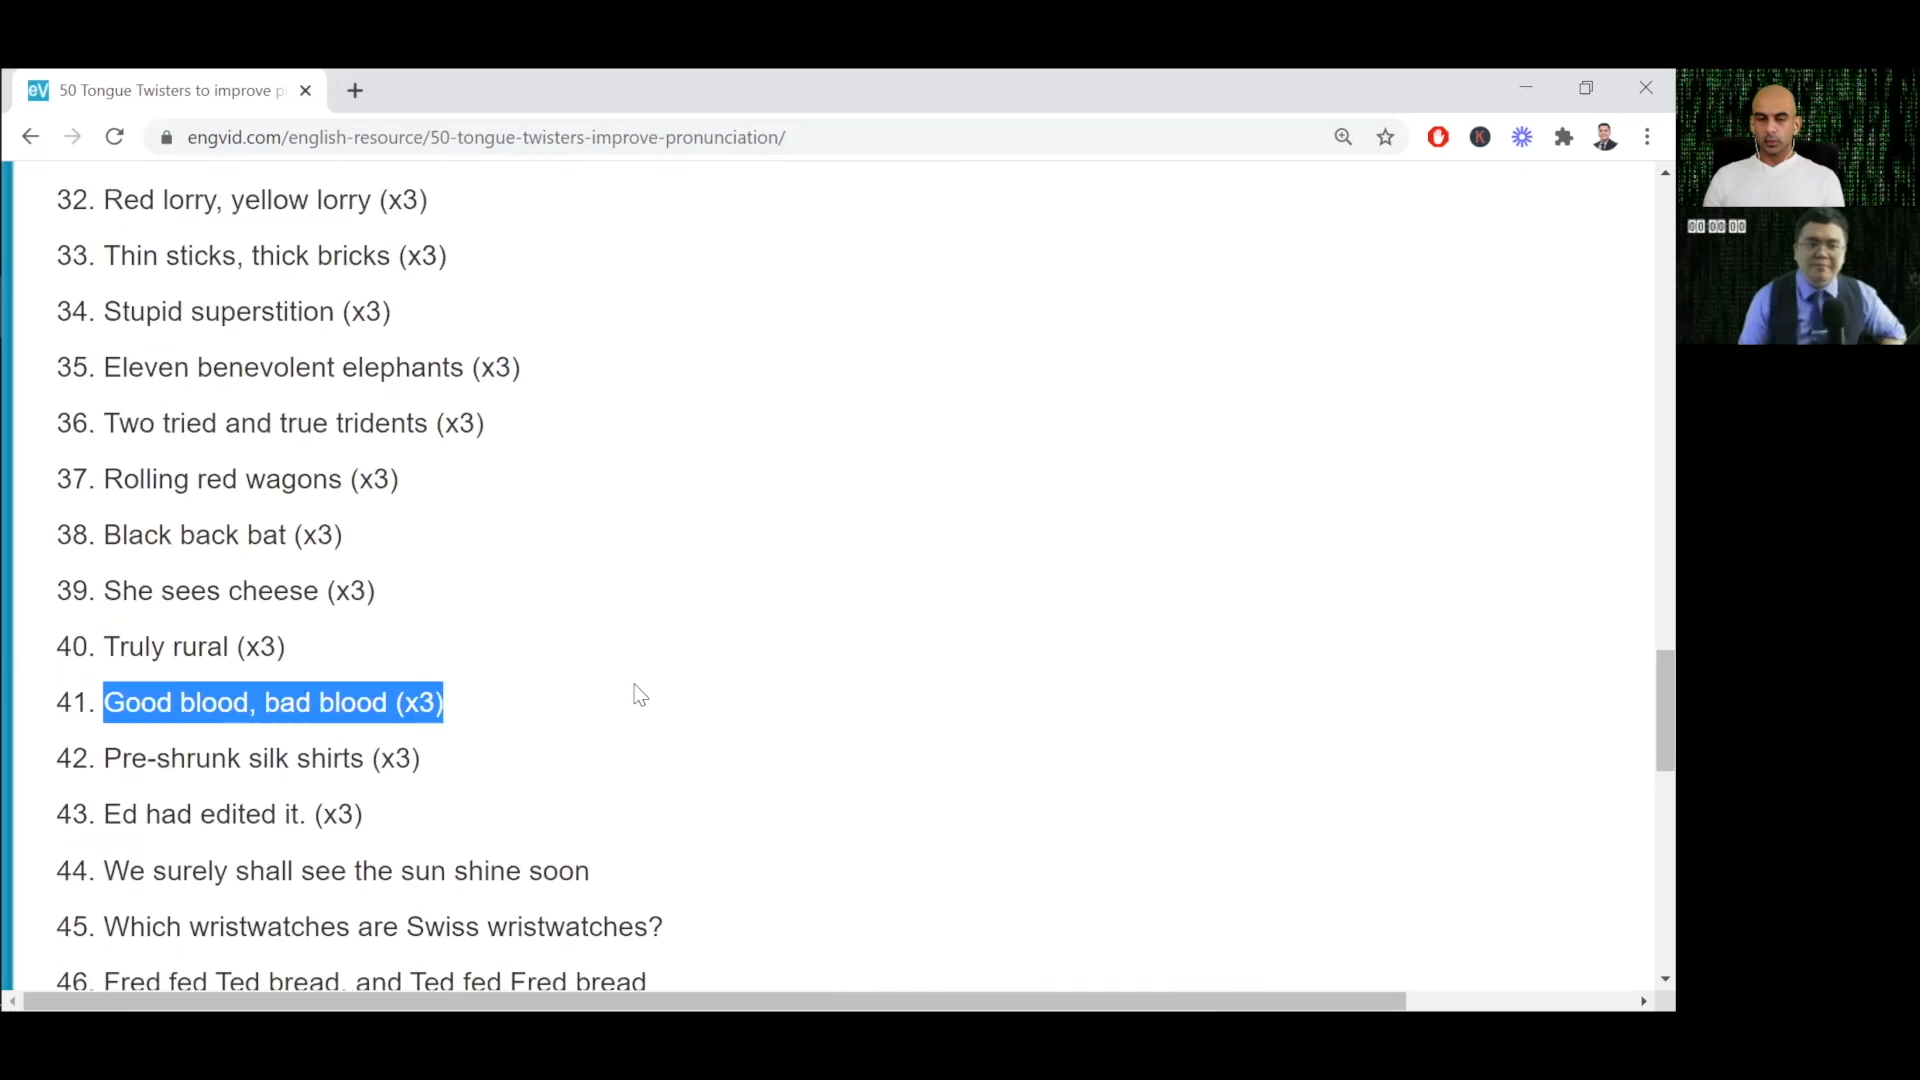 eV 50 Tongue Twisters to improve p
engvid.com/english-resource/50-tongue-twisters-improve-pronunciation/
K
32. Red lorry, yellow lorry (x3)
33. Thin sticks, thick bricks (x3)
34. Stupid superstition (x3)
35. Eleven benevolent elephants (x3)
36. Two tried and true tridents (x3)
37. Rolling red wagons (x3)
38. Black back bat (x3)
39. She sees cheese (x3)
40. Truly rural (x3)
41. Good blood, bad blood (x3)
42. Pre-shrunk silk shirts (x3)
43. Ed had edited it. (x3)
44. We surely shall see the sun shine soon
45. Which wristwatches are Swiss wristwatches?
46. Fred fed Ted bread, and Ted fed Fred bread
00:00:00